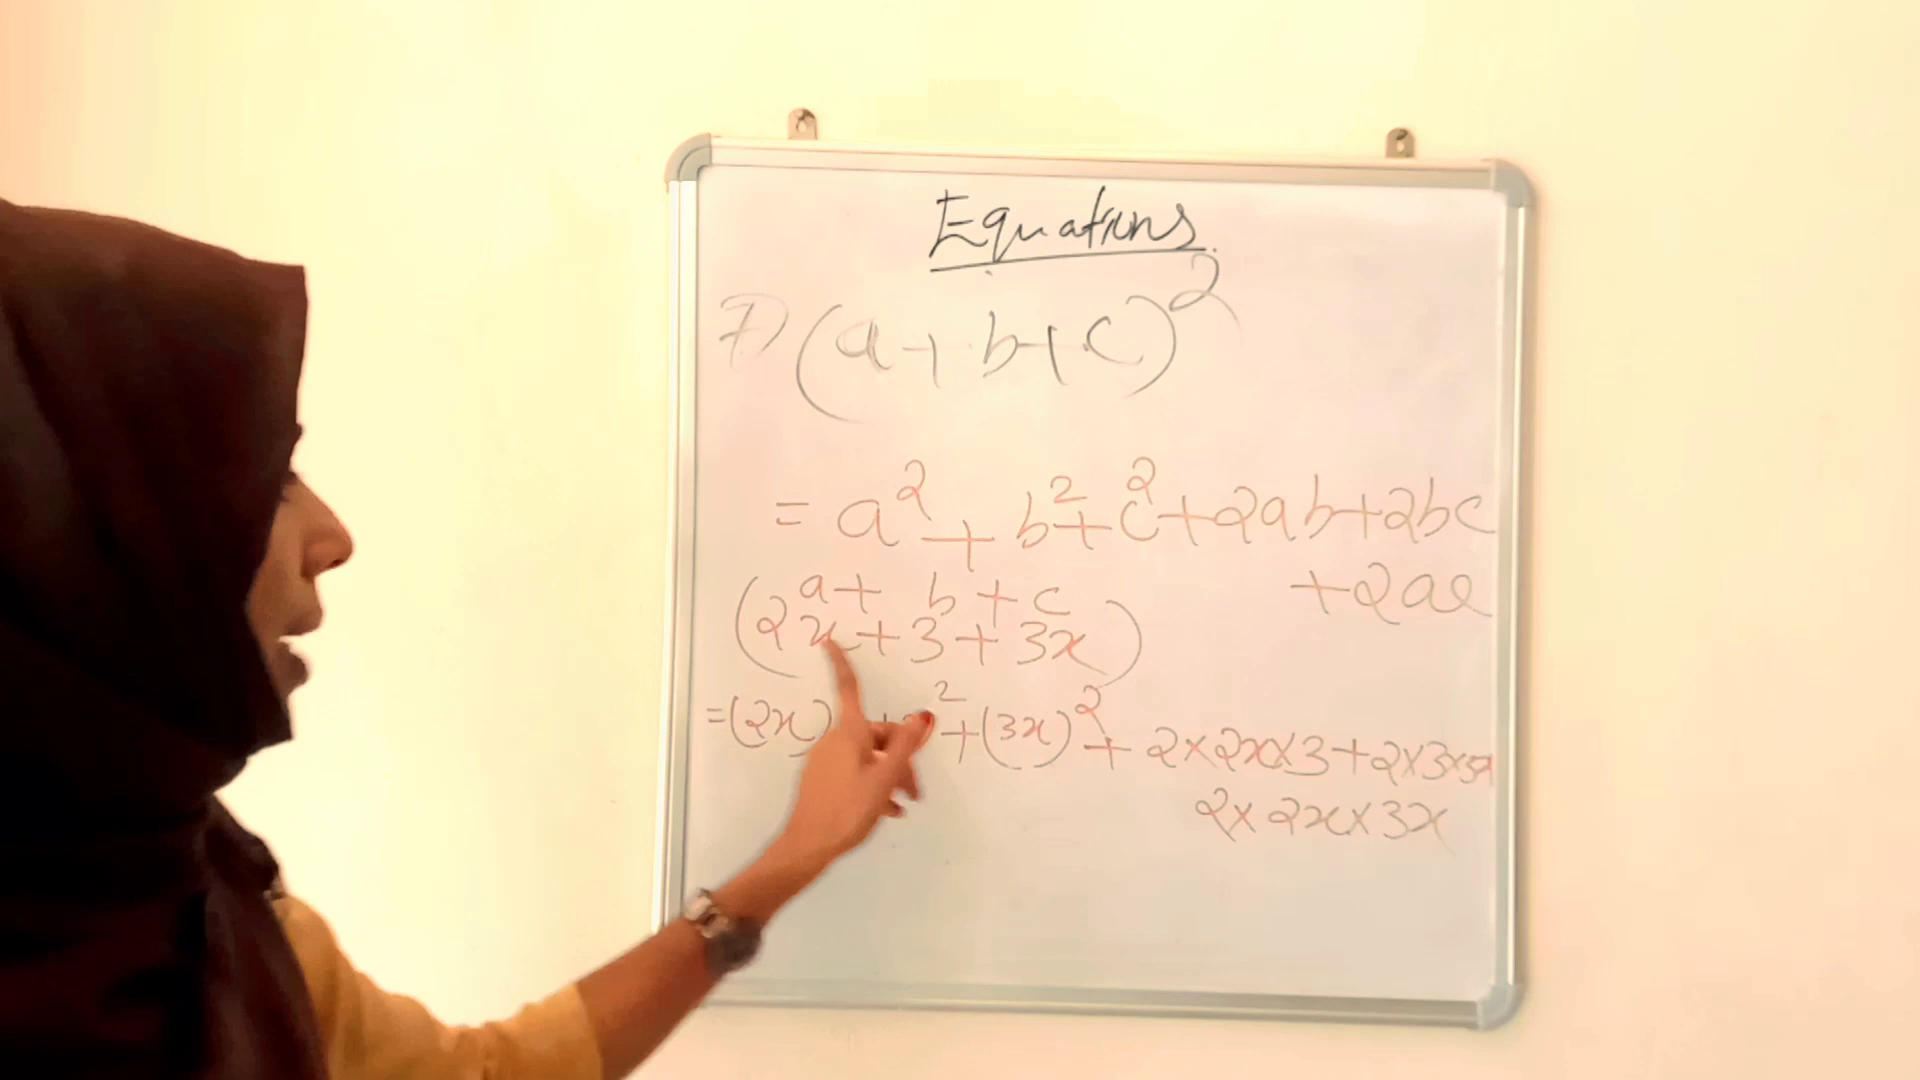 Equations
7) (a+b+c)²
= a² + b² + c² + 2ab + 2bc
+ 2ac
a + b + c
(2x + 3 + 3x)
= (2x) + ² + (3x)² + 2×2x×3 + 2×3×3x
2×2x×3x